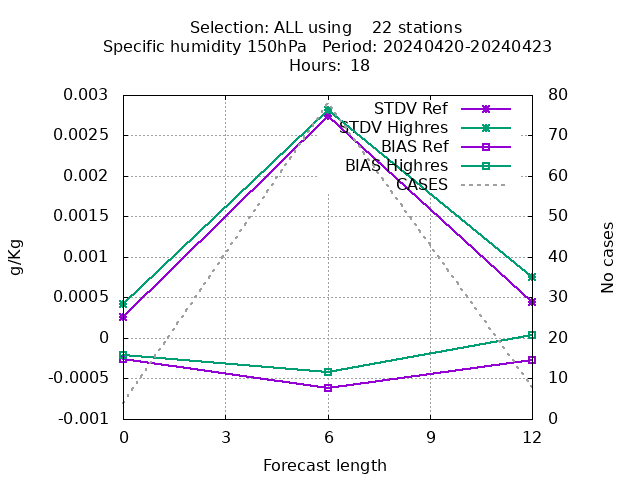 Selection: ALL using    22 stations
Specific humidity 150hPa   Period: 20240420-20240423
Hours: 18
0.003
0.0025
0.002
0.0015
0.001
0.0005
0
-0.0005
-0.001
g/Kg
STDV Ref
STDV Highres
BIAS Ref
BIAS Highres
CASES
80
70
60
50
40
30
20
10
0
No cases
0 3 6 9 12
Forecast length